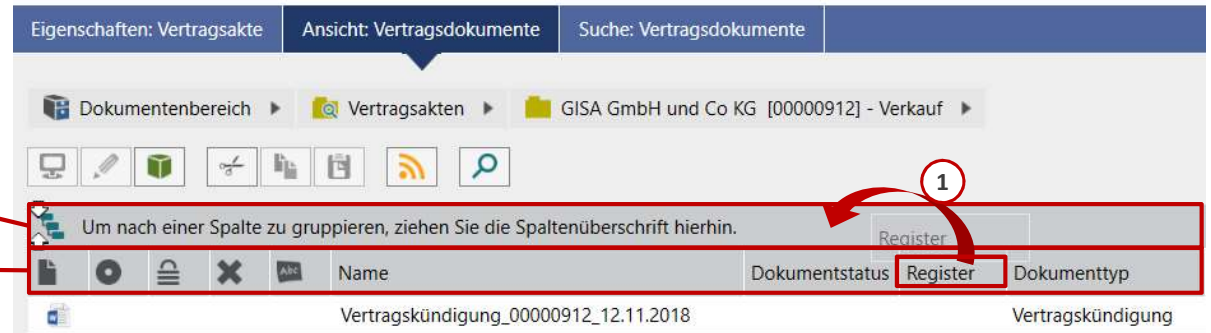 Eigenschaften: Vertragsakte Ansicht: Vertragsdokumente Suche: Vertragsdokumente
Dokumentenbereich Vertragsakten GISA GmbH und Co KG [00000912] - Verkauf
1
Um nach einer Spalte zu gruppieren, ziehen Sie die Spaltenüberschrift hierhin. Register
Abc Name Dokumentstatus Register Dokumenttyp
Vertragskündigung_00000912_12.11.2018 Vertragskündigung